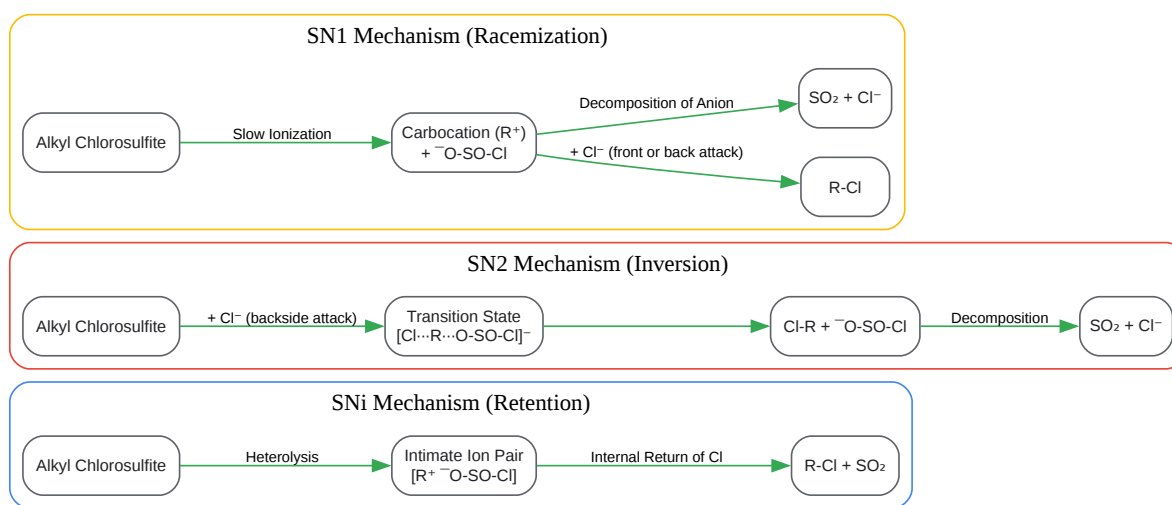 SN1 Mechanism (Racemization)
Alkyl Chlorosulfite
Slow Ionization
Carbocation (R⁺)
+ ¯O-SO-Cl
Decomposition of Anion
SO₂ + Cl⁻
+ Cl⁻ (front or back attack)
R-Cl
SN2 Mechanism (Inversion)
Alkyl Chlorosulfite
+ Cl⁻ (backside attack)
Transition State
[Cl···R···O-SO-Cl]⁻
Cl-R + ¯O-SO-Cl
Decomposition
SO₂ + Cl⁻
SNi Mechanism (Retention)
Alkyl Chlorosulfite
Heterolysis
Intimate Ion Pair
[R⁺ ¯O-SO-Cl]
Internal Return of Cl
R-Cl + SO₂